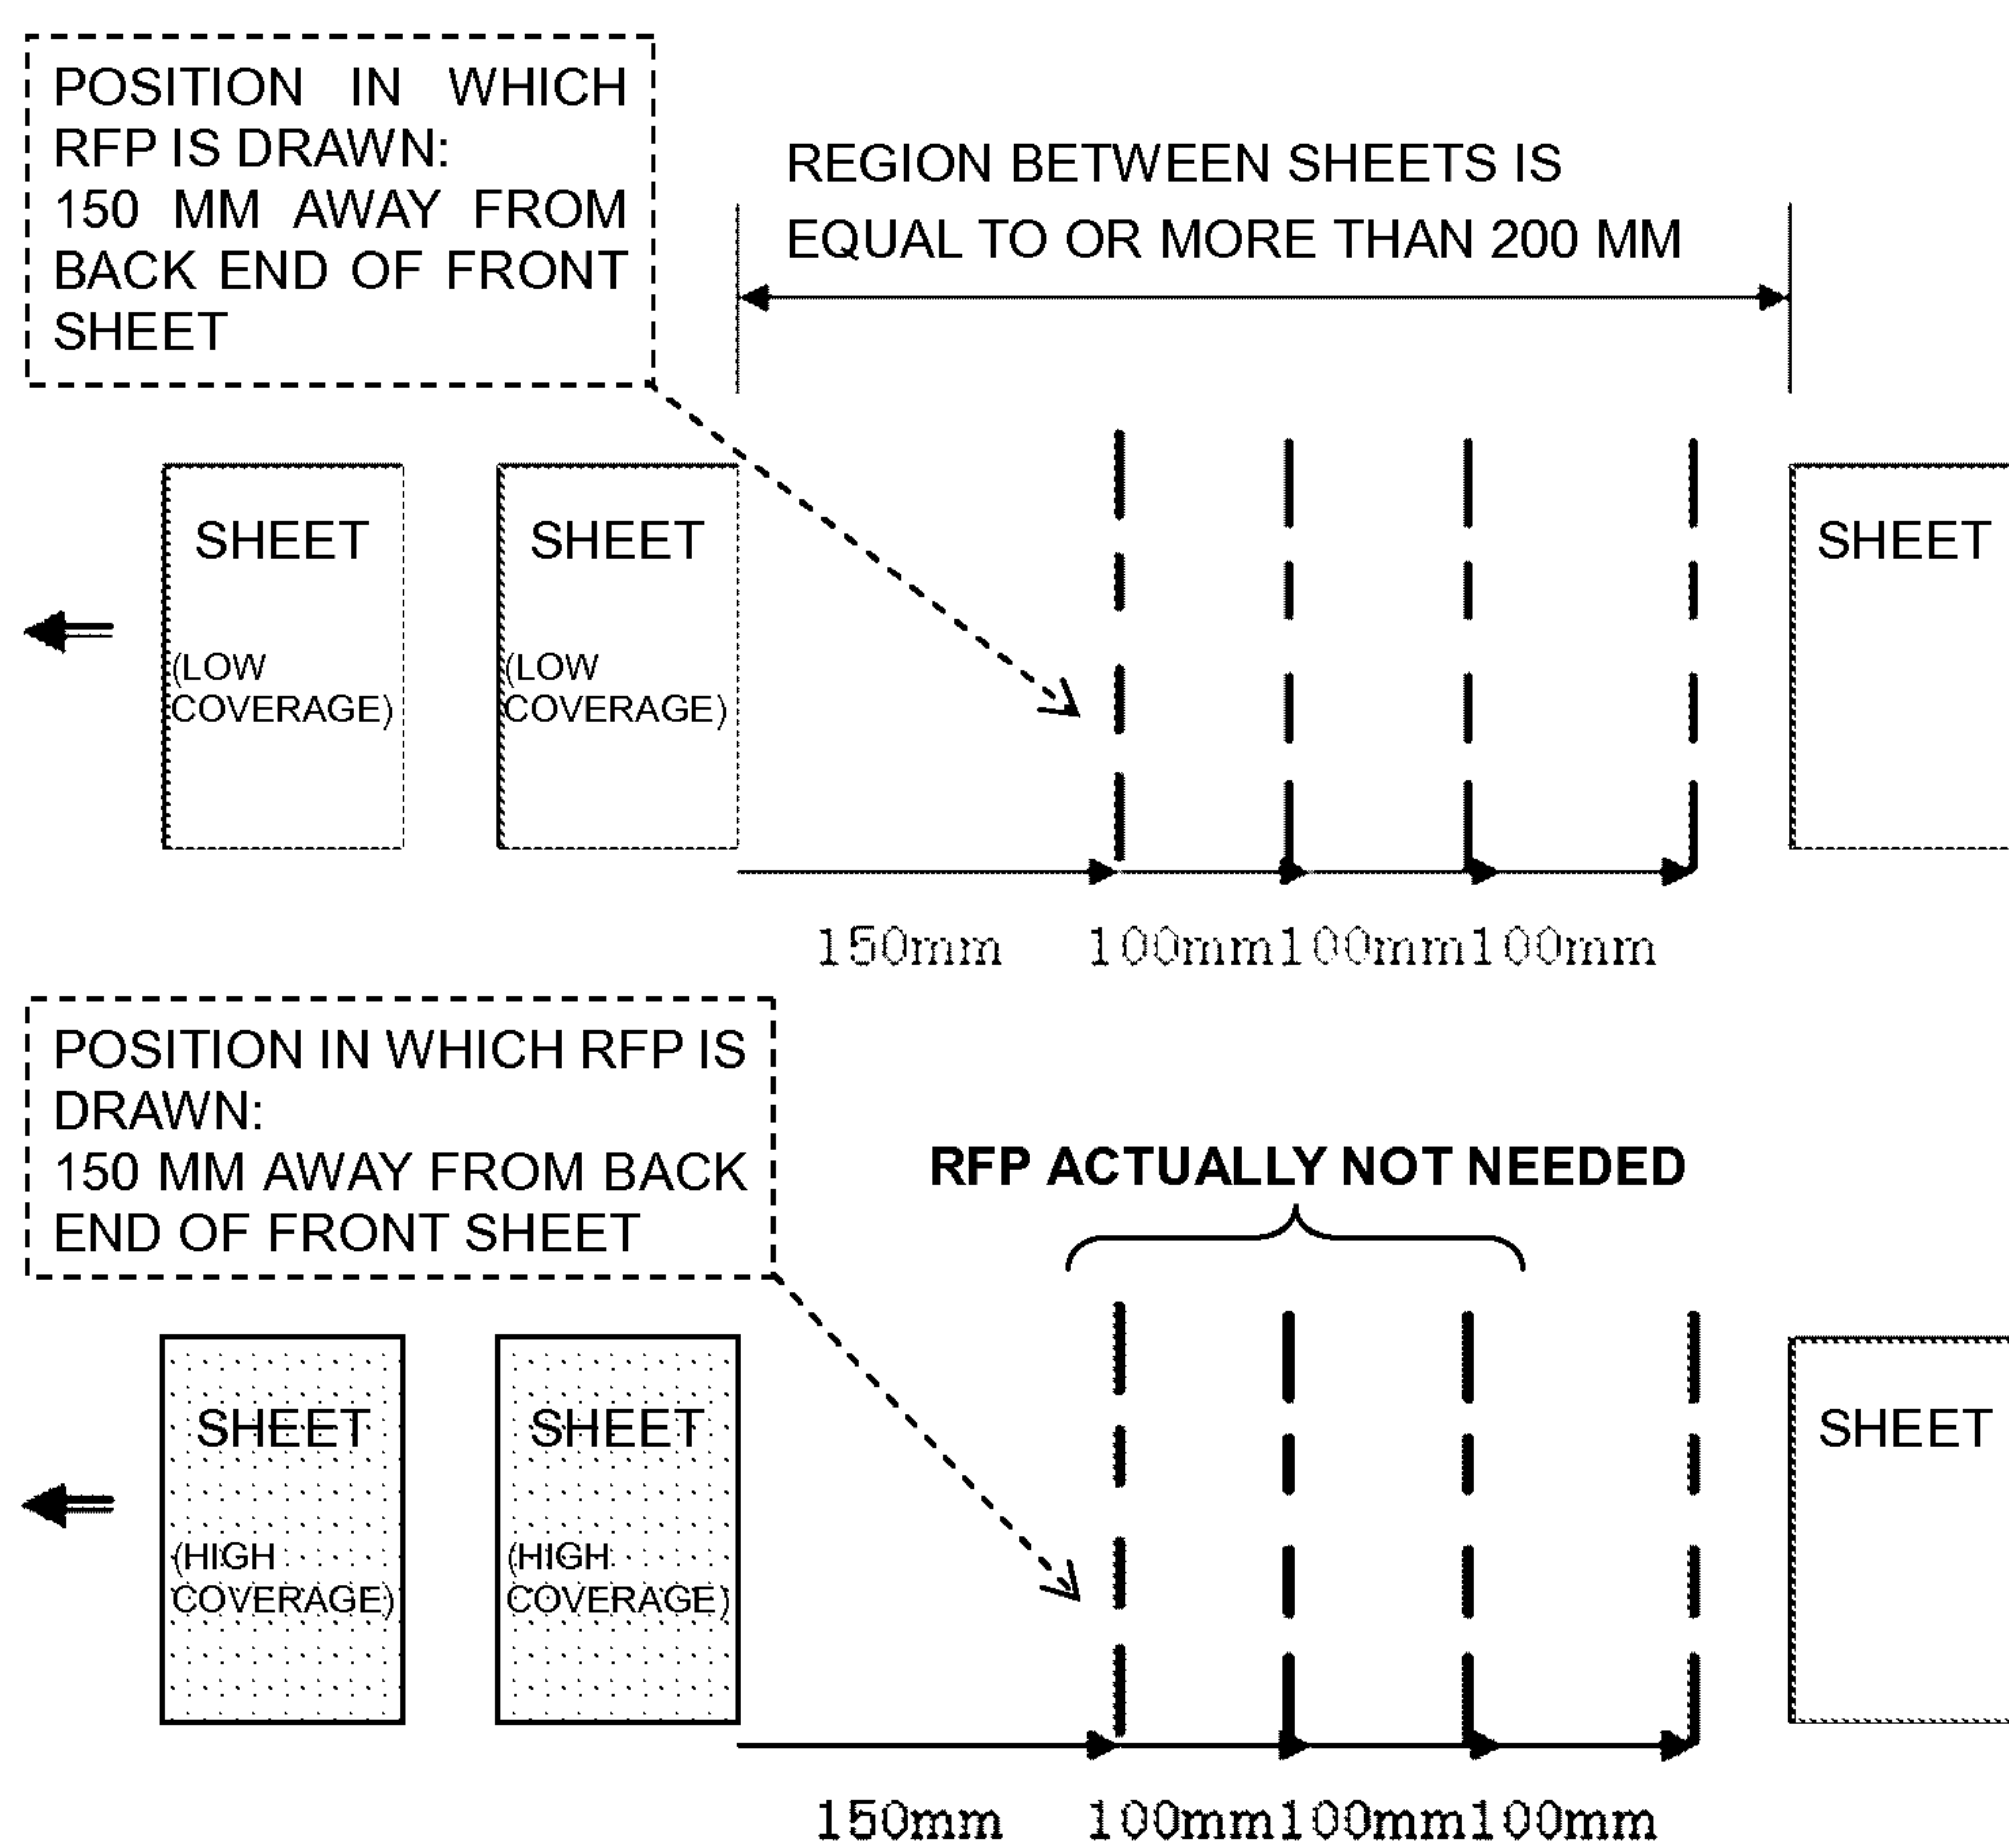 POSITION IN WHICH
RFP IS DRAWN:
150 MM AWAY FROM
BACK END OF FRONT
SHEET
REGION BETWEEN SHEETS IS
EQUAL TO OR MORE THAN 200 MM
SHEET
(LOW
COVERAGE)
SHEET
(LOW
COVERAGE)
SHEET
150mm 100mm100mm100mm
POSITION IN WHICH RFP IS
DRAWN:
150 MM AWAY FROM BACK
END OF FRONT SHEET
RFP ACTUALLY NOT NEEDED
SHEET
(HIGH
COVERAGE)
SHEET
(HIGH
COVERAGE)
SHEET
150mm 100mm100mm100mm